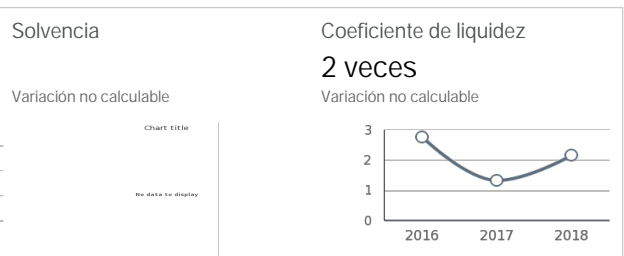 Solvencia
Variación no calculable
Chart title
No data to display
Coeficiente de liquidez
2 veces
Variación no calculable
3
2
1
0
2016 2017 2018